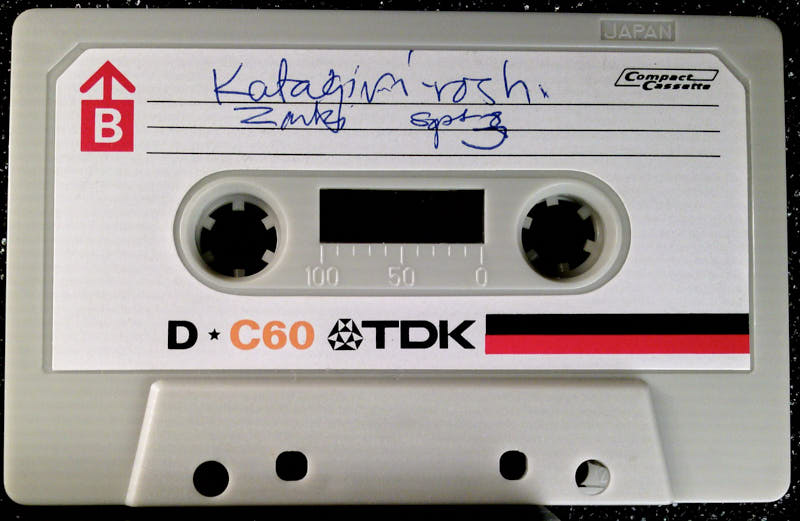 JAPAN
Compact
Cassette
Katagiri-roshi
B
100 50 0
D C60 TDK